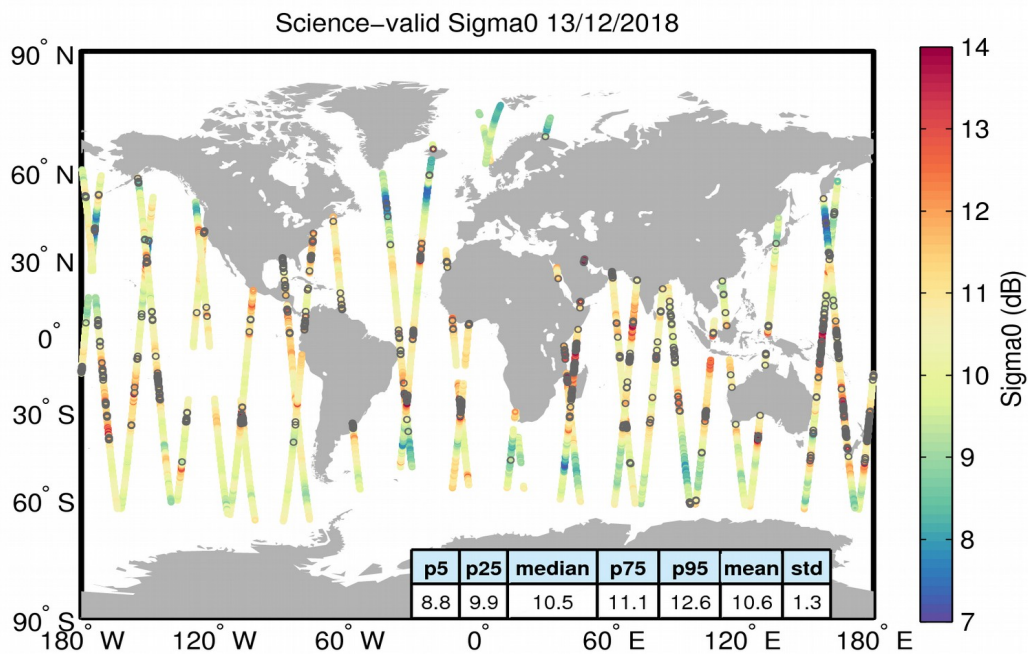 Science−valid Sigma0 13/12/2018
90° N
60° N
30° N
0°
30° S
60° S
90° S
180° W
120° W
60° W
0°
60° E
120° E
180° E
p5 p25 median p75 p95 mean std
8.8 9.9 10.5 11.1 12.6 10.6 1.3
14
13
12
11
10
9
8
7
Sigma0 (dB)